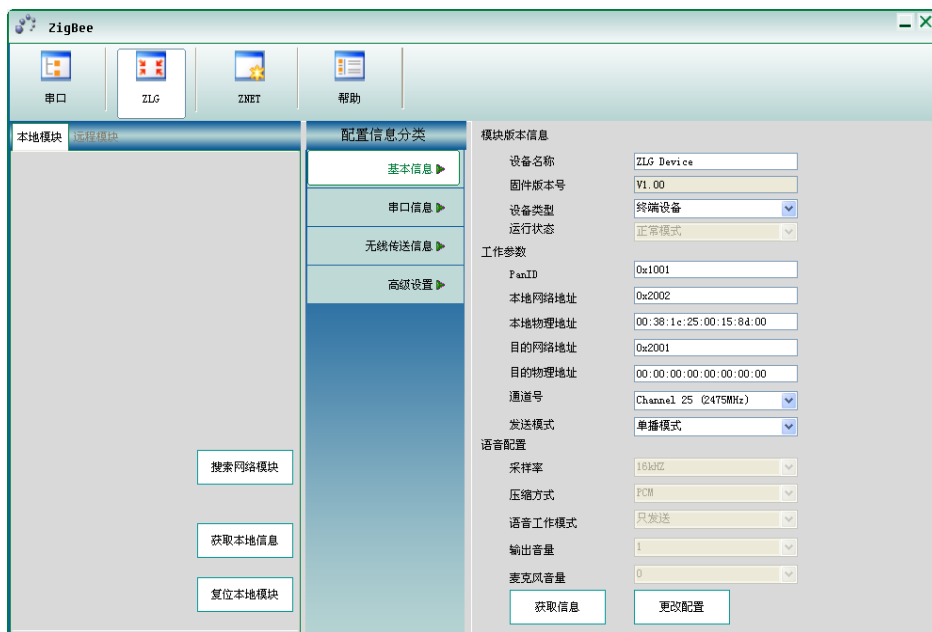 ZigBee
串口
ZLG
ZNET
帮助
本地模块 远程模块
搜索网络模块
获取本地信息
复位本地模块
配置信息分类
基本信息
串口信息
无线传送信息
高级设置
模块版本信息
设备名称 ZLG Device
固件版本号 V1.00
设备类型 终端设备
运行状态 正常模式
工作参数
PanID 0x1001
本地网络地址 0x2002
本地物理地址 00:38:1c:25:00:15:8d:00
目的网络地址 0x2001
目的物理地址 00:00:00:00:00:00:00:00
通道号 Channel 25 (2475MHz)
发送模式 单播模式
语音配置
采样率 16kHZ
压缩方式 PCM
语音工作模式 只发送
输出音量 1
麦克风音量 0
获取信息 更改配置